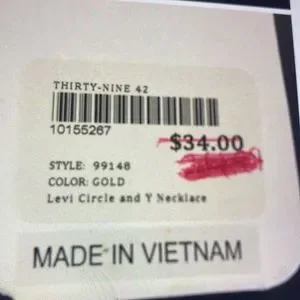 THIRTY-NINE 42
10155267
$34.00
STYLE: 99148
COLOR: GOLD
Levi Circle and Y Necklace
MADE IN VIETNAM